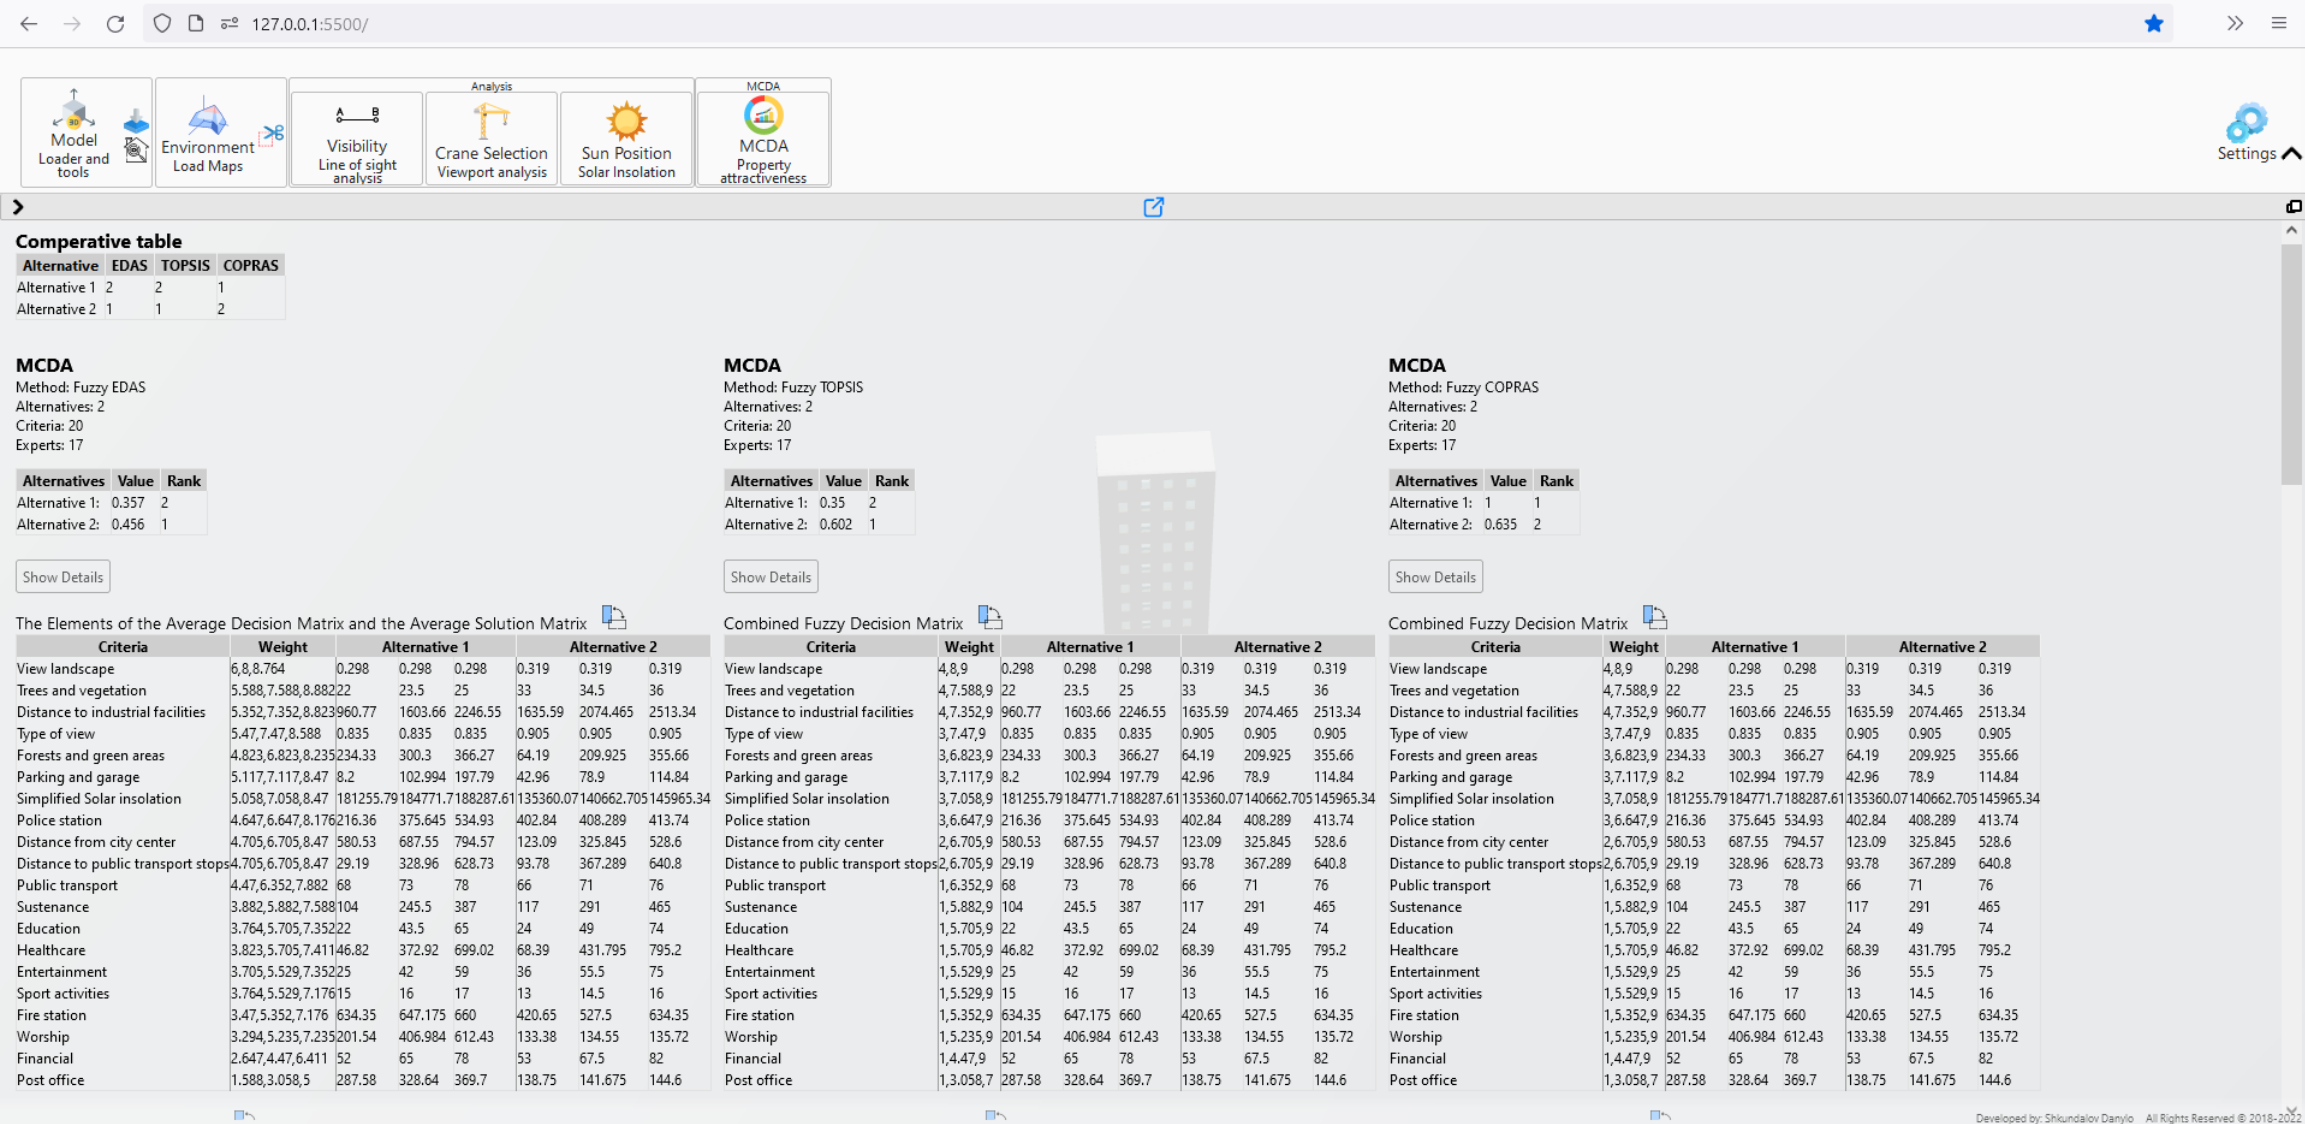 127.0.0.1:5500/
Analysis
MCDA
Model
Loader and
tools
Environment
Load Maps
A B
Visibility
Line of sight
analysis
Crane Selection
Viewport analysis
Sun Position
Solar Insolation
MCDA
Property
attractiveness
Settings
Comperative table
Alternative EDAS TOPSIS COPRAS
Alternative 1 2 2 1
Alternative 2 1 1 2
MCDA
Method: Fuzzy EDAS
Alternatives: 2
Criteria: 20
Experts: 17
Alternatives Value Rank
Alternative 1: 0.357 2
Alternative 2: 0.456 1
Show Details
The Elements of the Average Decision Matrix and the Average Solution Matrix
Criteria Weight Alternative 1 Alternative 2
View landscape 6,8,8.764 0.298 0.298 0.298 0.319 0.319 0.319
Trees and vegetation 5.588,7.588,8.882 22 23.5 25 33 34.5 36
Distance to industrial facilities 5.352,7.352,8.823 960.77 1603.66 2246.55 1635.59 2074.465 2513.34
Type of view 5.47,7.47,8.588 0.835 0.835 0.835 0.905 0.905 0.905
Forests and green areas 4.823,6.823,8.235 234.33 300.3 366.27 64.19 209.925 355.66
Parking and garage 5.117,7.117,8.47 8.2 102.994 197.79 42.96 78.9 114.84
Simplified Solar insolation 5.058,7.058,8.47 181255.79 184771.7 188287.61 135360.07 140662.705 145965.34
Police station 4.647,6.647,8.176 216.36 375.645 534.93 402.84 408.289 413.74
Distance from city center 4.705,6.705,8.47 580.53 687.55 794.57 123.09 325.845 528.6
Distance to public transport stops 4.705,6.705,8.47 29.19 328.96 628.73 93.78 367.289 640.8
Public transport 4.47,6.352,7.882 68 73 78 66 71 76
Sustenance 3.882,5.882,7.588 104 245.5 387 117 291 465
Education 3.764,5.705,7.352 22 43.5 65 24 49 74
Healthcare 3.823,5.705,7.411 46.82 372.92 699.02 68.39 431.795 795.2
Entertainment 3.705,5.529,7.352 25 42 59 36 55.5 75
Sport activities 3.764,5.529,7.176 15 16 17 13 14.5 16
Fire station 3.47,5.352,7.176 634.35 647.175 660 420.65 527.5 634.35
Worship 3.294,5.235,7.235 201.54 406.984 612.43 133.38 134.55 135.72
Financial 2.647,4.47,6.411 52 65 78 53 67.5 82
Post office 1.588,3.058,5 287.58 328.64 369.7 138.75 141.675 144.6
MCDA
Method: Fuzzy TOPSIS
Alternatives: 2
Criteria: 20
Experts: 17
Alternatives Value Rank
Alternative 1: 0.35 2
Alternative 2: 0.602 1
Show Details
Combined Fuzzy Decision Matrix
Criteria Weight Alternative 1 Alternative 2
View landscape 4,8,9 0.298 0.298 0.298 0.319 0.319 0.319
Trees and vegetation 4,7.588,9 22 23.5 25 33 34.5 36
Distance to industrial facilities 4,7.352,9 960.77 1603.66 2246.55 1635.59 2074.465 2513.34
Type of view 3,7.47,9 0.835 0.835 0.835 0.905 0.905 0.905
Forests and green areas 3,6.823,9 234.33 300.3 366.27 64.19 209.925 355.66
Parking and garage 3,7.117,9 8.2 102.994 197.79 42.96 78.9 114.84
Simplified Solar insolation 3,7.058,9 181255.79 184771.7 188287.61 135360.07 140662.705 145965.34
Police station 3,6.647,9 216.36 375.645 534.93 402.84 408.289 413.74
Distance from city center 2,6.705,9 580.53 687.55 794.57 123.09 325.845 528.6
Distance to public transport stops 2,6.705,9 29.19 328.96 628.73 93.78 367.289 640.8
Public transport 1,6.352,9 68 73 78 66 71 76
Sustenance 1,5.882,9 104 245.5 387 117 291 465
Education 1,5.705,9 22 43.5 65 24 49 74
Healthcare 1,5.705,9 46.82 372.92 699.02 68.39 431.795 795.2
Entertainment 1,5.529,9 25 42 59 36 55.5 75
Sport activities 1,5.529,9 15 16 17 13 14.5 16
Fire station 1,5.352,9 634.35 647.175 660 420.65 527.5 634.35
Worship 1,5.235,9 201.54 406.984 612.43 133.38 134.55 135.72
Financial 1,4.47,9 52 65 78 53 67.5 82
Post office 1,3.058,7 287.58 328.64 369.7 138.75 141.675 144.6
MCDA
Method: Fuzzy COPRAS
Alternatives: 2
Criteria: 20
Experts: 17
Alternatives Value Rank
Alternative 1: 1 1
Alternative 2: 0.635 2
Show Details
Combined Fuzzy Decision Matrix
Criteria Weight Alternative 1 Alternative 2
View landscape 4,8,9 0.298 0.298 0.298 0.319 0.319 0.319
Trees and vegetation 4,7.588,9 22 23.5 25 33 34.5 36
Distance to industrial facilities 4,7.352,9 960.77 1603.66 2246.55 1635.59 2074.465 2513.34
Type of view 3,7.47,9 0.835 0.835 0.835 0.905 0.905 0.905
Forests and green areas 3,6.823,9 234.33 300.3 366.27 64.19 209.925 355.66
Parking and garage 3,7.117,9 8.2 102.994 197.79 42.96 78.9 114.84
Simplified Solar insolation 3,7.058,9 181255.79 184771.7 188287.61 135360.07 140662.705 145965.34
Police station 3,6.647,9 216.36 375.645 534.93 402.84 408.289 413.74
Distance from city center 2,6.705,9 580.53 687.55 794.57 123.09 325.845 528.6
Distance to public transport stops 2,6.705,9 29.19 328.96 628.73 93.78 367.289 640.8
Public transport 1,6.352,9 68 73 78 66 71 76
Sustenance 1,5.882,9 104 245.5 387 117 291 465
Education 1,5.705,9 22 43.5 65 24 49 74
Healthcare 1,5.705,9 46.82 372.92 699.02 68.39 431.795 795.2
Entertainment 1,5.529,9 25 42 59 36 55.5 75
Sport activities 1,5.529,9 15 16 17 13 14.5 16
Fire station 1,5.352,9 634.35 647.175 660 420.65 527.5 634.35
Worship 1,5.235,9 201.54 406.984 612.43 133.38 134.55 135.72
Financial 1,4.47,9 52 65 78 53 67.5 82
Post office 1,3.058,7 287.58 328.64 369.7 138.75 141.675 144.6
Developed by: Shkundalov Danylo All Rights Reserved © 2018-2022